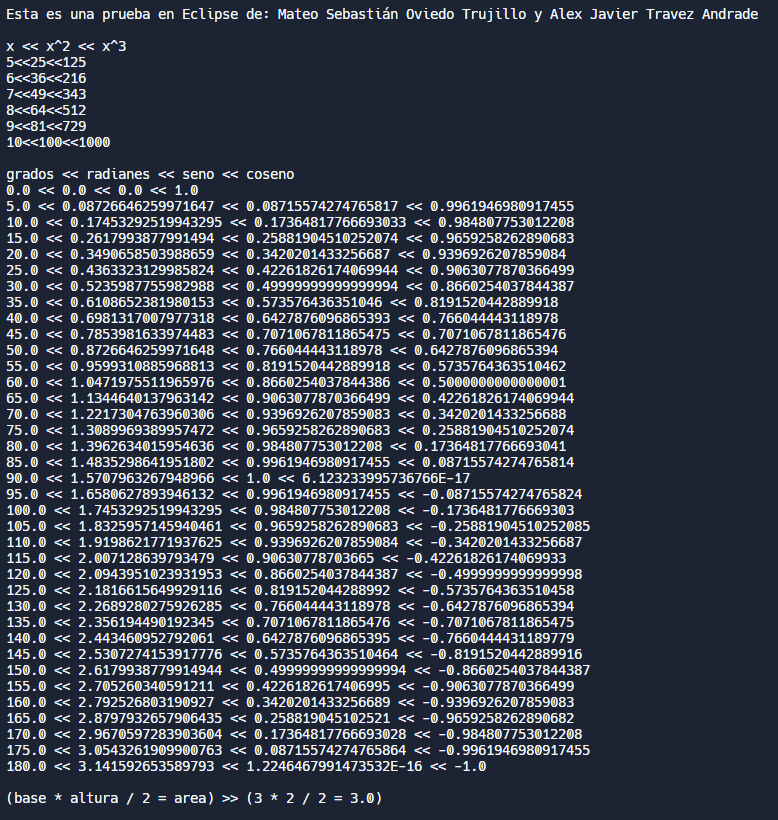 Esta es una prueba en Eclipse de: Mateo Sebastián Oviedo Trujillo y Alex Javier Travez Andrade
x << x^2 << x^3
5<<25<<125
6<<36<<216
7<<49<<343
8<<64<<512
9<<81<<729
10<<100<<1000
grados << radianes << seno << coseno
0.0 << 0.0 << 0.0 << 1.0
5.0 << 0.08726646259971647 << 0.08715574274765817 << 0.9961946980917455
10.0 << 0.17453292519943295 << 0.17364817766693033 << 0.984807753012208
15.0 << 0.2617993877991494 << 0.25881904510252074 << 0.9659258262890683
20.0 << 0.3490658503988659 << 0.3420201433256687 << 0.9396926207859084
25.0 << 0.4363323129985824 << 0.42261826174069944 << 0.9063077870366499
30.0 << 0.5235987755982988 << 0.49999999999999994 << 0.8660254037844387
35.0 << 0.6108652381980153 << 0.573576436351046 << 0.8191520442889918
40.0 << 0.6981317007977318 << 0.6427876096865393 << 0.766044443118978
45.0 << 0.7853981633974483 << 0.7071067811865475 << 0.7071067811865476
50.0 << 0.8726646259971648 << 0.766044443118978 << 0.6427876096865394
55.0 << 0.9599310885968813 << 0.8191520442889918 << 0.5735764363510462
60.0 << 1.0471975511965976 << 0.8660254037844386 << 0.5000000000000001
65.0 << 1.1344640137963142 << 0.9063077870366499 << 0.42261826174069944
70.0 << 1.2217304763960306 << 0.9396926207859083 << 0.3420201433256688
75.0 << 1.3089969389957472 << 0.9659258262890683 << 0.25881904510252074
80.0 << 1.3962634015954636 << 0.984807753012208 << 0.17364817766693041
85.0 << 1.4835298641951802 << 0.9961946980917455 << 0.08715574274765814
90.0 << 1.5707963267948966 << 1.0 << 6.123233995736766E-17
95.0 << 1.6580627893946132 << 0.9961946980917455 << -0.08715574274765824
100.0 << 1.7453292519943295 << 0.984807753012208 << -0.1736481776669303
105.0 << 1.8325957145940461 << 0.9659258262890683 << -0.25881904510252085
110.0 << 1.9198621771937625 << 0.9396926207859084 << -0.3420201433256687
115.0 << 2.007128639793479 << 0.90630778703665 << -0.42261826174069933
120.0 << 2.0943951023931953 << 0.8660254037844387 << -0.4999999999999998
125.0 << 2.1816615649929116 << 0.819152044288992 << -0.5735764363510458
130.0 << 2.2689280275926285 << 0.766044443118978 << -0.6427876096865394
135.0 << 2.356194490192345 << 0.7071067811865476 << -0.7071067811865475
140.0 << 2.443460952792061 << 0.6427876096865395 << -0.7660444431189779
145.0 << 2.5307274153917776 << 0.5735764363510464 << -0.8191520442889916
150.0 << 2.6179938779914944 << 0.49999999999999994 << -0.8660254037844387
155.0 << 2.705260340591211 << 0.4226182617406995 << -0.9063077870366499
160.0 << 2.792526803190927 << 0.3420201433256689 << -0.9396926207859083
165.0 << 2.8797932657906435 << 0.258819045102521 << -0.9659258262890682
170.0 << 2.9670597283903604 << 0.17364817766693028 << -0.984807753012208
175.0 << 3.0543261909900763 << 0.08715574274765864 << -0.9961946980917455
180.0 << 3.141592653589793 << 1.2246467991473532E-16 << -1.0
(base * altura / 2 = area) >> (3 * 2 / 2 = 3.0)